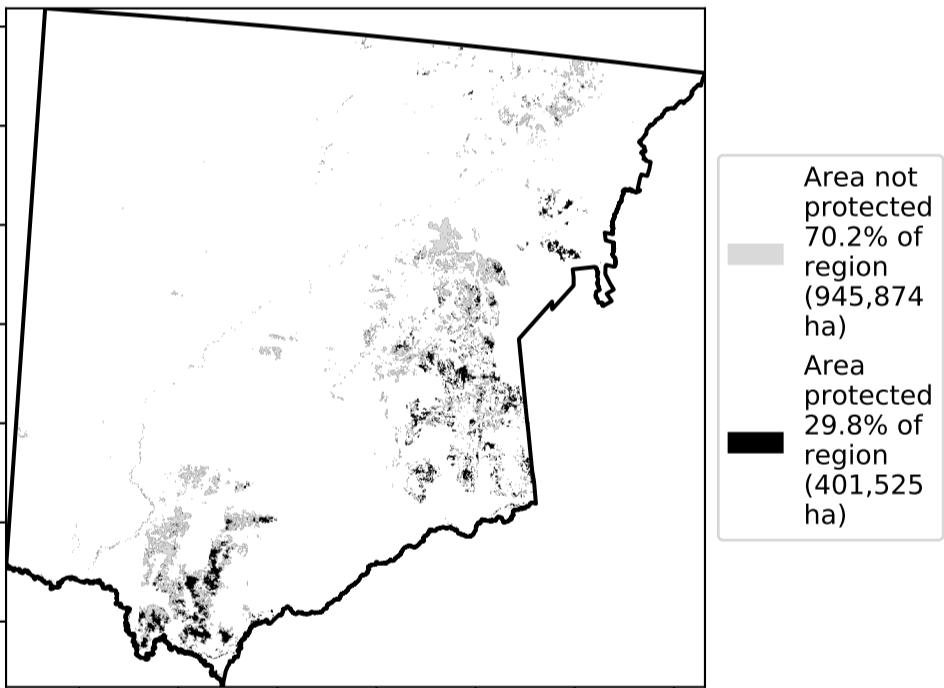 Area not
protected
70.2% of
region
(945,874
ha)
Area
protected
29.8% of
region
(401,525
ha)